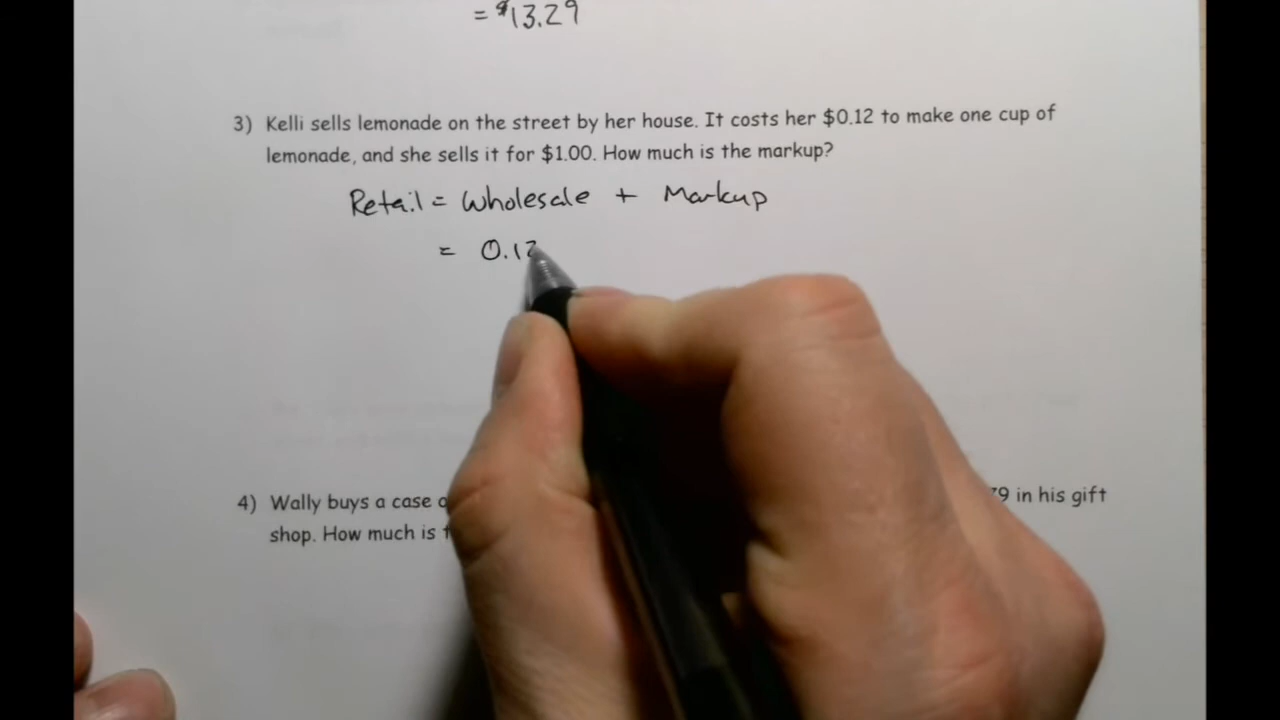 = $13.29
3) Kelli sells lemonade on the street by her house. It costs her $0.12 to make one cup of
lemonade, and she sells it for $1.00. How much is the markup?
Retail = Wholesale + Markup
= 0.12
4) Wally buys a case 9 in his gift
shop. How much is